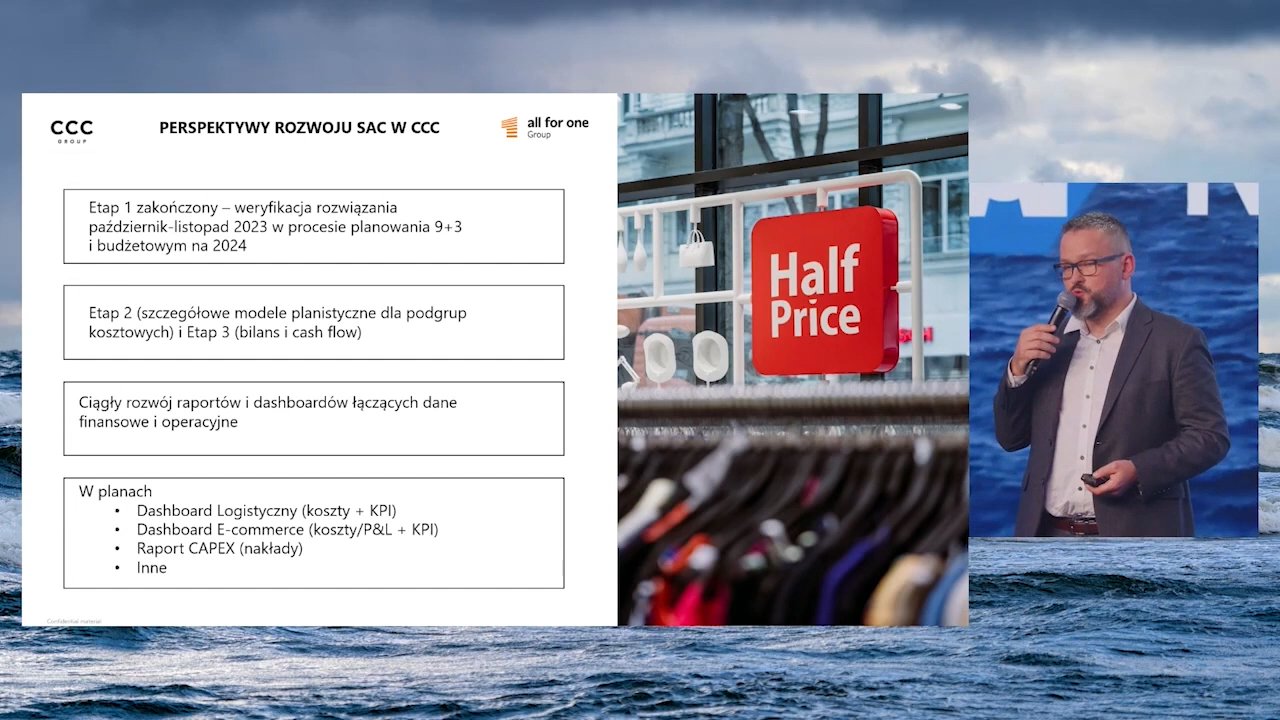 CCC
GROUP
PERSPEKTYWY ROZWOJU SAC W CCC
all for one
Group
Etap 1 zakończony – weryfikacja rozwiązania
październik-listopad 2023 w procesie planowania 9+3
i budżetowym na 2024
Etap 2 (szczegółowe modele planistyczne dla podgrup
kosztowych) i Etap 3 (bilans i cash flow)
Ciągły rozwój raportów i dashboardów łączących dane
finansowe i operacyjne
W planach
• Dashboard Logistyczny (koszty + KPI)
• Dashboard E-commerce (koszty/P&L + KPI)
• Raport CAPEX (nakłady)
• Inne
Confidential material
Half
Price